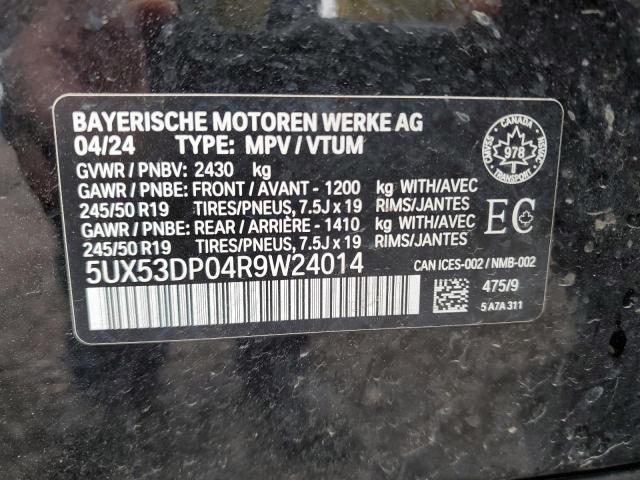 BAYERISCHE MOTOREN WERKE AG
04/24 TYPE: MPV / VTUM
GVWR / PNBV: 2430 kg
GAWR / PNBE: FRONT / AVANT - 1200 kg WITH/AVEC
245/50 R19 TIRES/PNEUS, 7.5J x 19 RIMS/JANTES
GAWR / PNBE: REAR / ARRIÈRE - 1410 kg WITH/AVEC
245/50 R19 TIRES/PNEUS, 7.5J x 19 RIMS/JANTES
5UX53DP04R9W24014
CANADA
CMVSS
NSVAC
978
TRANSPORT
EC
CAN ICES-002 / NMB-002
475/9
5 A7A 311